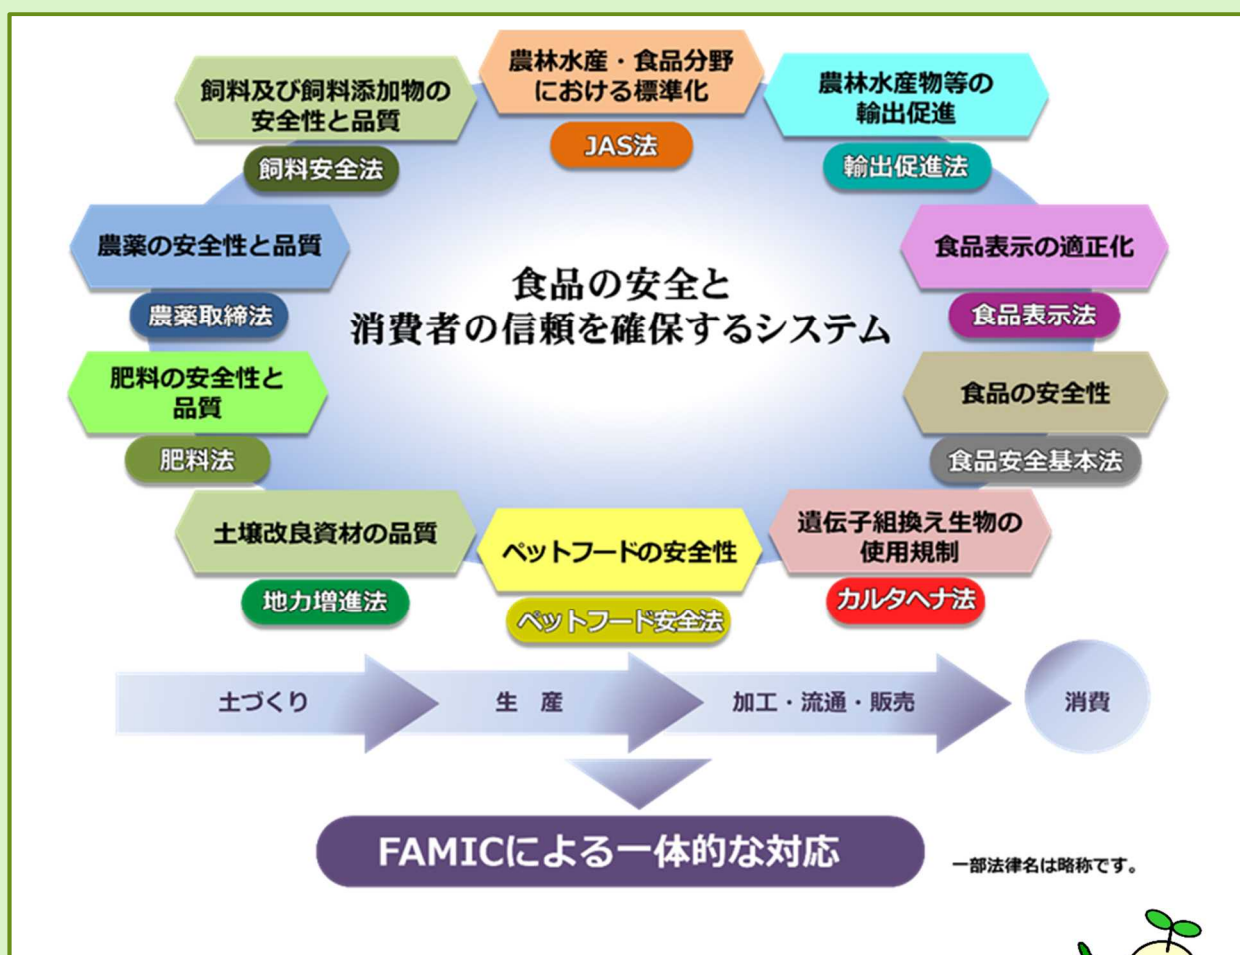 農林水産・食品分野
における標準化
JAS法
飼料及び飼料添加物の
安全性と品質
飼料安全法
農林水産物等の
輸出促進
輸出促進法
農薬の安全性と品質
農薬取締法
食品表示の適正化
食品表示法
食品の安全と
消費者の信頼を確保するシステム
肥料の安全性と
品質
肥料法
食品の安全性
食品安全基本法
土壌改良資材の品質
地力増進法
ペットフードの安全性
ペットフード安全法
遺伝子組換え生物の
使用規制
カルタヘナ法
土づくり
生 産
加工・流通・販売
消費
FAMICによる一体的な対応
一部法律名は略称です。